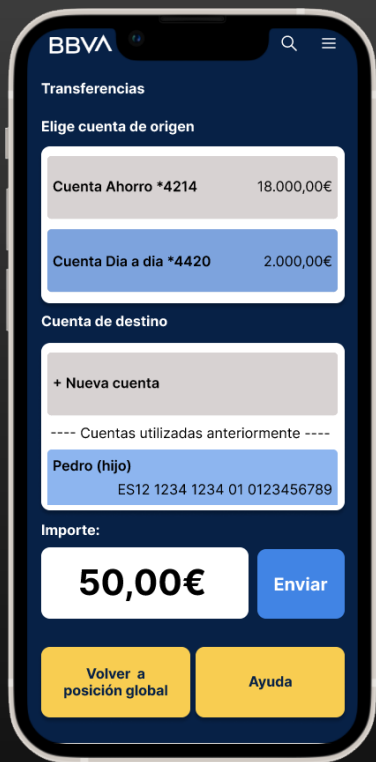 BBVA
Transferencias
Elige cuenta de origen
Cuenta Ahorro *4214 18.000,00€
Cuenta Dia a dia *4420 2.000,00€
Cuenta de destino
+ Nueva cuenta
---- Cuentas utilizadas anteriormente ----
Pedro (hijo)
ES12 1234 1234 01 0123456789
Importe:
50,00€ Enviar
Volver a
posición global
Ayuda